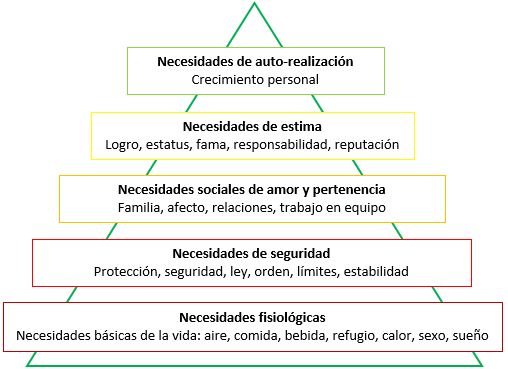 Necesidades de auto-realización
Crecimiento personal
Necesidades de estima
Logro, estatus, fama, responsabilidad, reputación
Necesidades sociales de amor y pertenencia
Familia, afecto, relaciones, trabajo en equipo
Necesidades de seguridad
Protección, seguridad, ley, orden, límites, estabilidad
Necesidades fisiológicas
Necesidades básicas de la vida: aire, comida, bebida, refugio, calor, sexo, sueño